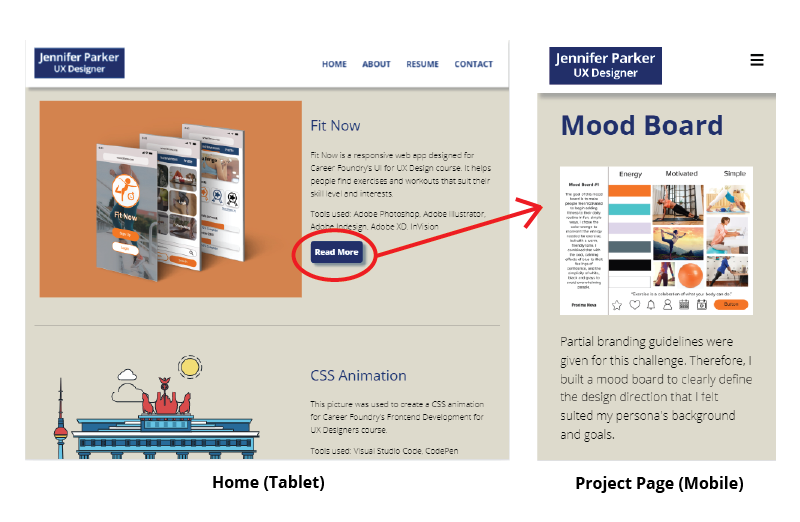 Jennifer Parker
UX Designer
HOME ABOUT RESUME CONTACT
Fit Now
Fit Now is a responsive web app designed for
Career Foundry's UI for UX Design course. It helps
people find exercises and workouts that suit their
skill level and interests.
Tools used: Adobe Photoshop, Adobe Illustrator,
Adobe Indesign, Adobe XD, InVision
Read More
Fit Now
CSS Animation
This picture was used to create a CSS animation
for Career Foundry's Frontend Development for
UX Designers course.
Tools used: Visual Studio Code, CodePen
Home (Tablet)
Jennifer Parker
UX Designer
Mood Board
Energy Motivated Simple
Mood Board #1
Proxima Nova
"Exercise is a celebration of what your body can do."
Button
Partial branding guidelines were
given for this challenge. Therefore, I
built a mood board to clearly define
the design direction that I felt
suited my persona's background
and goals.
Project Page (Mobile)